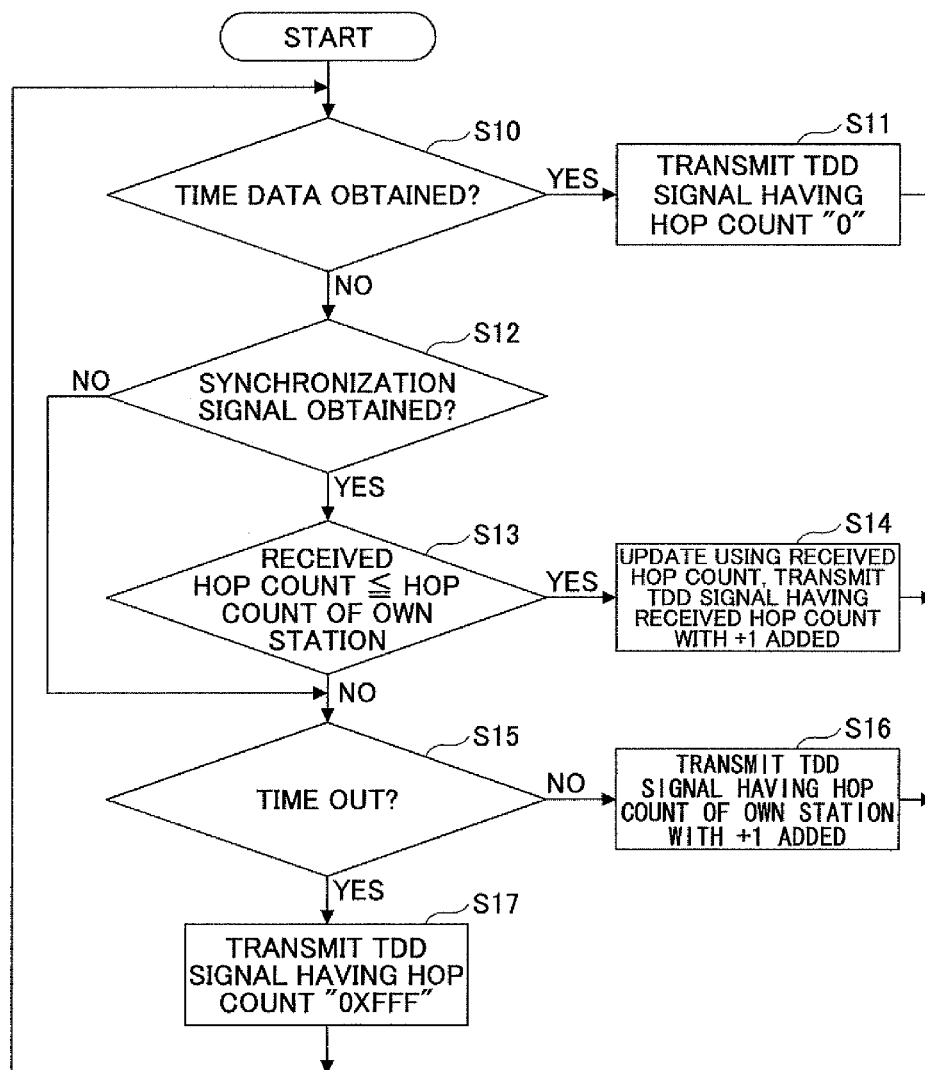 START
S10
TIME DATA OBTAINED?
YES
S11
TRANSMIT TDD
SIGNAL HAVING
HOP COUNT "0"
NO
S12
NO
SYNCHRONIZATION
SIGNAL OBTAINED?
YES
S13
RECEIVED
HOP COUNT ≦ HOP
COUNT OF OWN
STATION
YES
S14
UPDATE USING RECEIVED
HOP COUNT, TRANSMIT
TDD SIGNAL HAVING
RECEIVED HOP COUNT
WITH +1 ADDED
NO
S15
TIME OUT?
NO
S16
TRANSMIT TDD
SIGNAL HAVING HOP
COUNT OF OWN STATION
WITH +1 ADDED
YES
S17
TRANSMIT TDD
SIGNAL HAVING HOP
COUNT "0XFFF"